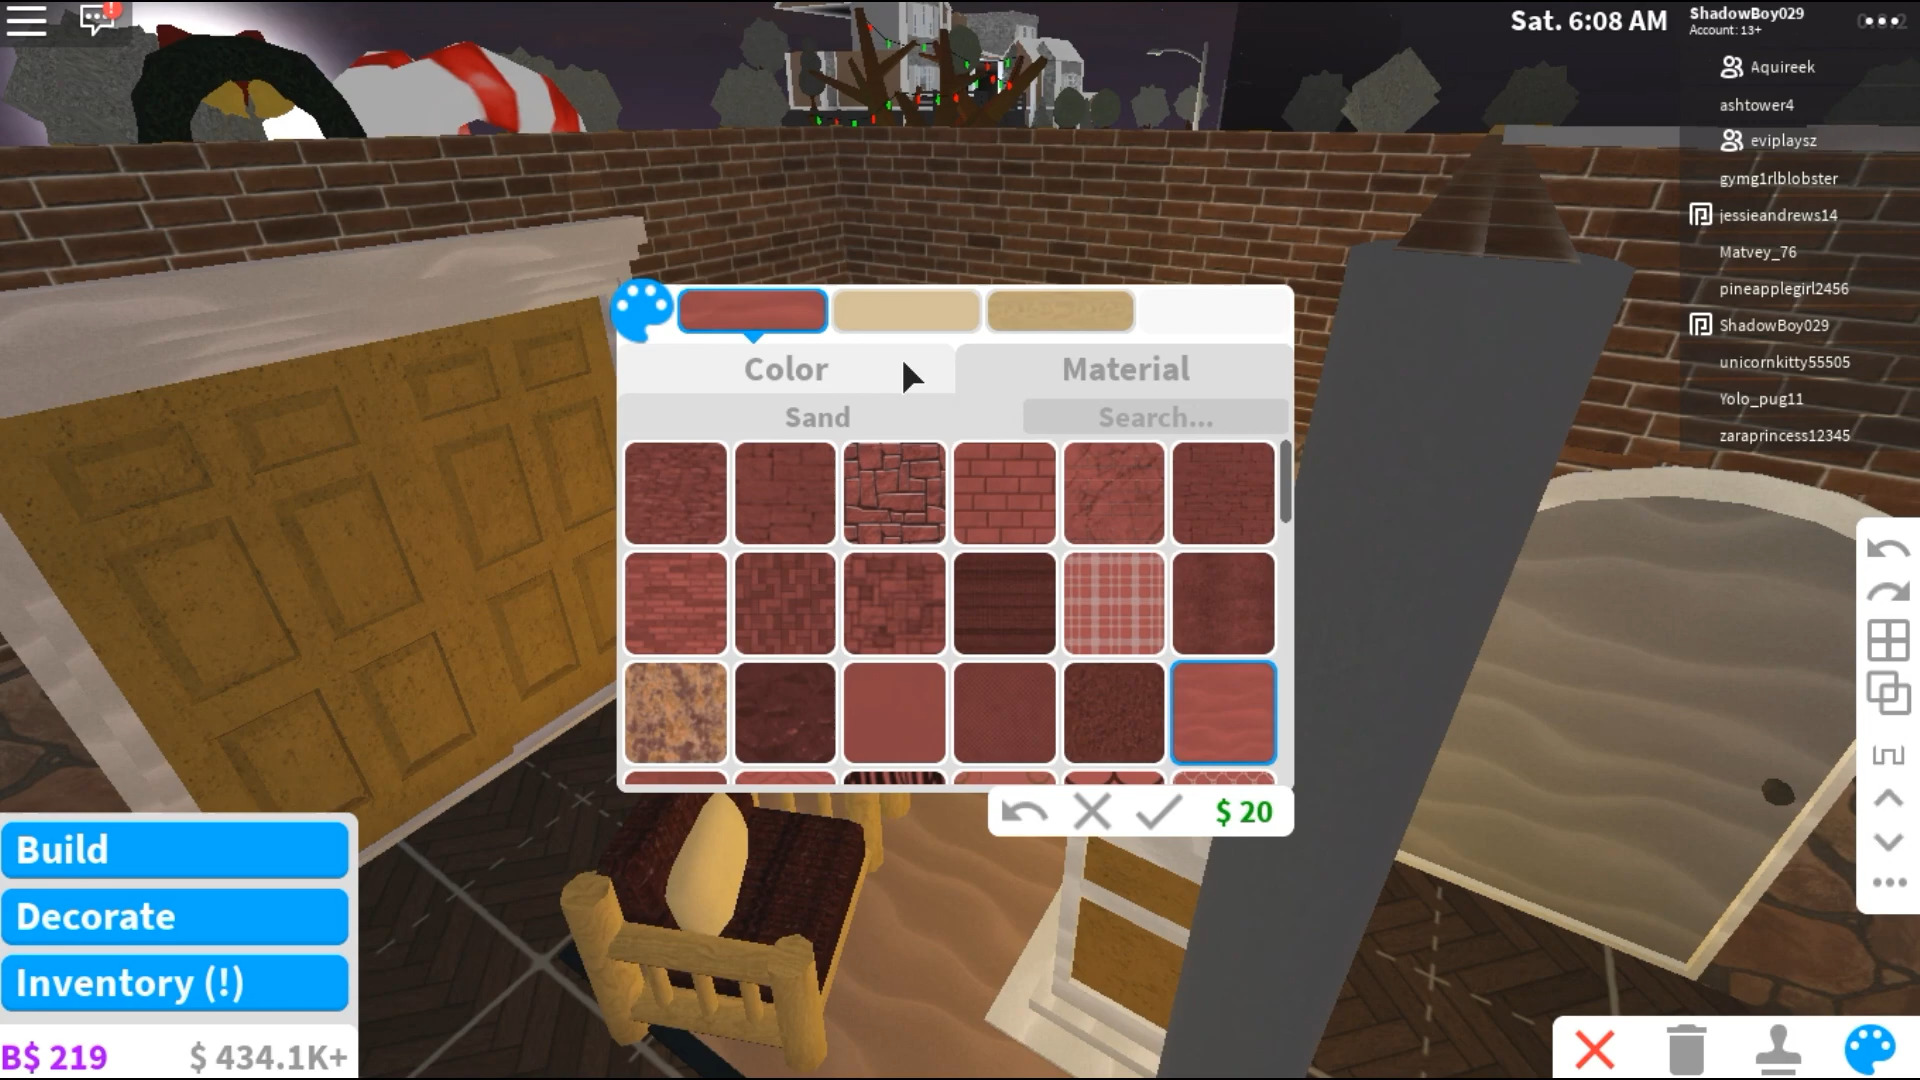 Sat. 6:08 AM
ShadowBoy029
Account: 13+
Aquireek
ashtower4
eviplaysz
gymg1rlblobster
jessieandrews14
Matvey_76
pineapplegirl2456
ShadowBoy029
unicornkitty55505
Yolo_pug11
zaraprincess12345
Color
Material
Sand
Search...
$ 20
Build
Decorate
Inventory (!)
B$ 219
$ 434.1K+